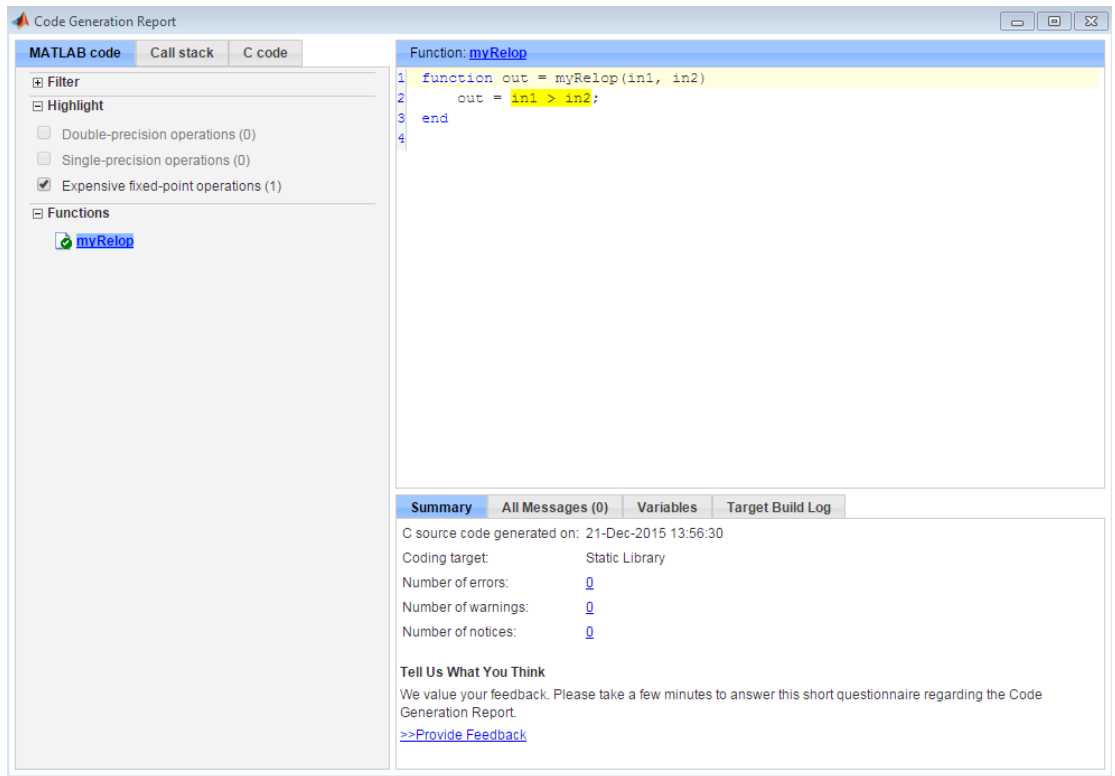 Code Generation Report
MATLAB code Call stack C code
Filter
Highlight
Double-precision operations (0)
Single-precision operations (0)
Expensive fixed-point operations (1)
Functions
myRelop
Function: myRelop
1 function out = myRelop(in1, in2)
2 out = in1 > in2;
3 end
4
Summary All Messages (0) Variables Target Build Log
C source code generated on: 21-Dec-2015 13:56:30
Coding target: Static Library
Number of errors: 0
Number of warnings: 0
Number of notices: 0
Tell Us What You Think
We value your feedback. Please take a few minutes to answer this short questionnaire regarding the Code
Generation Report.
>>Provide Feedback